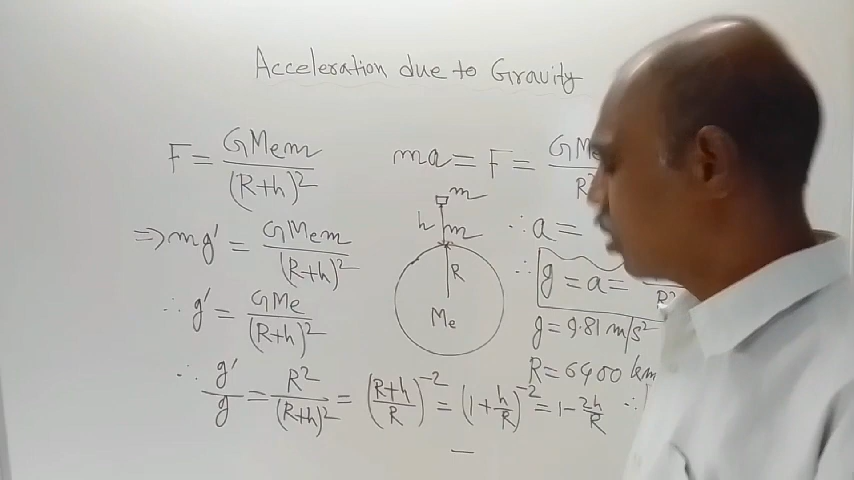 Acceleration due to Gravity
F = GMem/(R+h)²
⇒ mg' = GMem/(R+h)²
∴ g' = GMe/(R+h)²
∴ g'/g = R²/(R+h)² = ((R+h)/R)⁻² = (1+h/R)⁻² = 1 - 2h/R ∴
ma = F = GMe
m
h m
R
Me
∴ a =
∴ g = a = R²
g = 9.81 m/s²
R = 6400 km